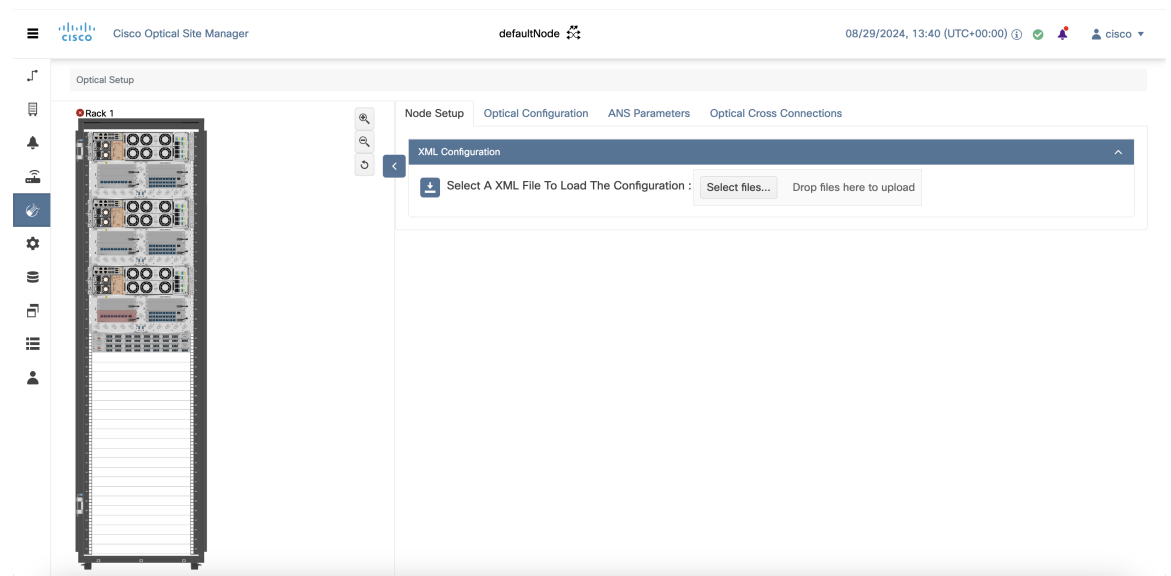 CISCO
Cisco Optical Site Manager
defaultNode
08/29/2024, 13:40 (UTC+00:00)
cisco
Optical Setup
Rack 1
Node Setup
Optical Configuration
ANS Parameters
Optical Cross Connections
XML Configuration
Select A XML File To Load The Configuration :
Select files...
Drop files here to upload